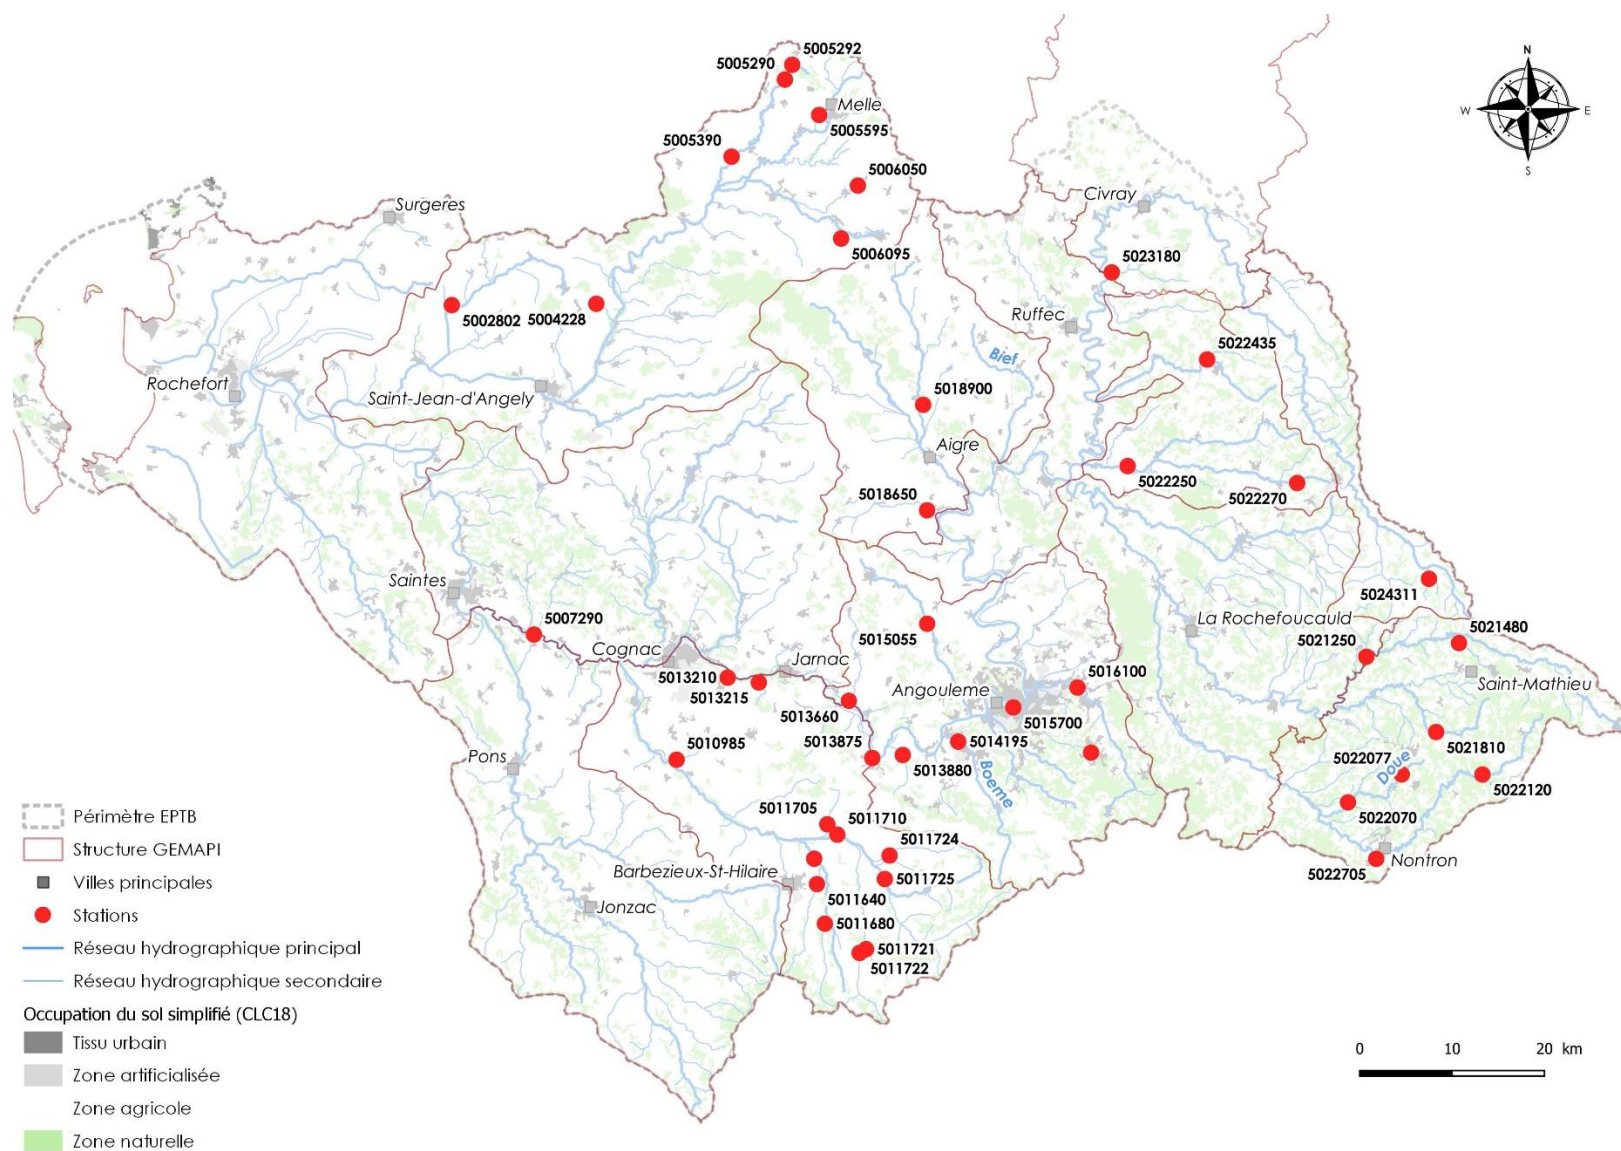 5005292
N
5005290
Melle
W
E
5005595
5005390
S
5006050
Civray
Surgeres
5006095
5023180
5002802
5004228
Ruffec
Bief
5022435
Rochefort
Saint-Jean-d'Angely
5018900
Aigre
5022250
5022270
5018650
Saintes
5024311
La Rochefoucauld
5007290
5015055
5021480
5021250
Cognac
Jarnac
5016100
5013210
Angouleme
Saint-Mathieu
5013215
5013660
5015700
5010985
5013875
5014195
5021810
Pons
5013880
5022077
Doue
Boeme
5022120
5011705
5011710
5022070
Périmètre EPTB
5011724
Structure GEMAPI
Nontron
Barbezieux-St-Hilaire
5022705
Villes principales
5011725
5011640
Jonzac
Stations
5011680
Réseau hydrographique principal
5011721
5011722
Réseau hydrographique secondaire
Occupation du sol simplifié (CLC18)
Tissu urbain
0 10 20 km
Zone artificialisée
Zone agricole
Zone naturelle